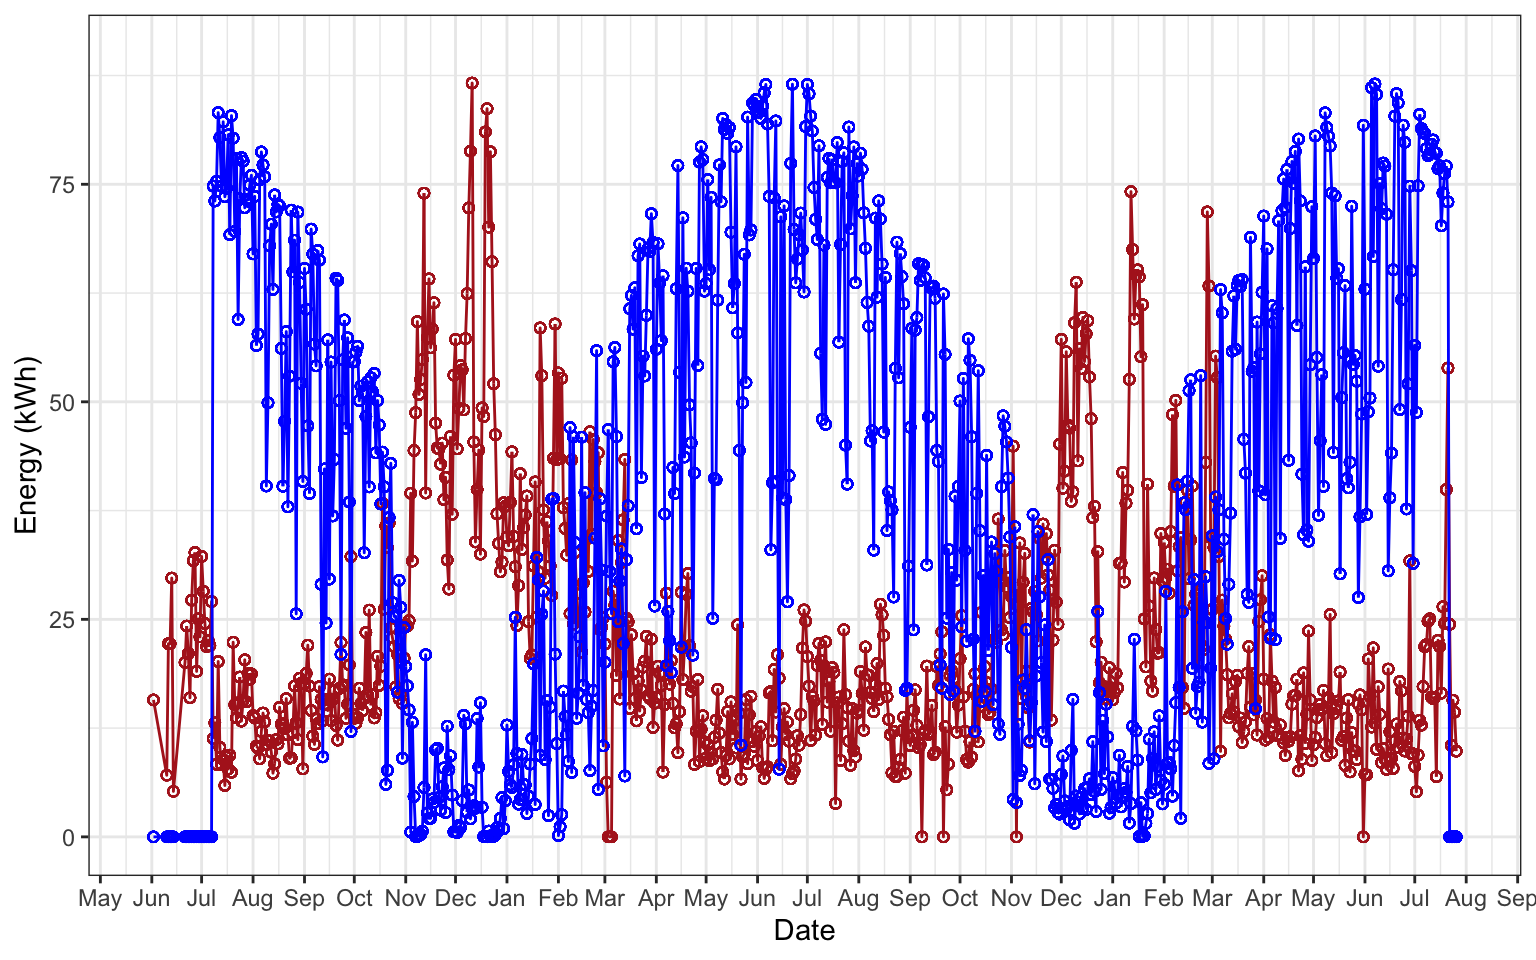 Energy (kWh)
75
50
25
0
May Jun Jul Aug Sep Oct Nov Dec Jan Feb Mar Apr May Jun Jul Aug Sep Oct Nov Dec Jan Feb Mar Apr May Jun Jul Aug Sep
Date